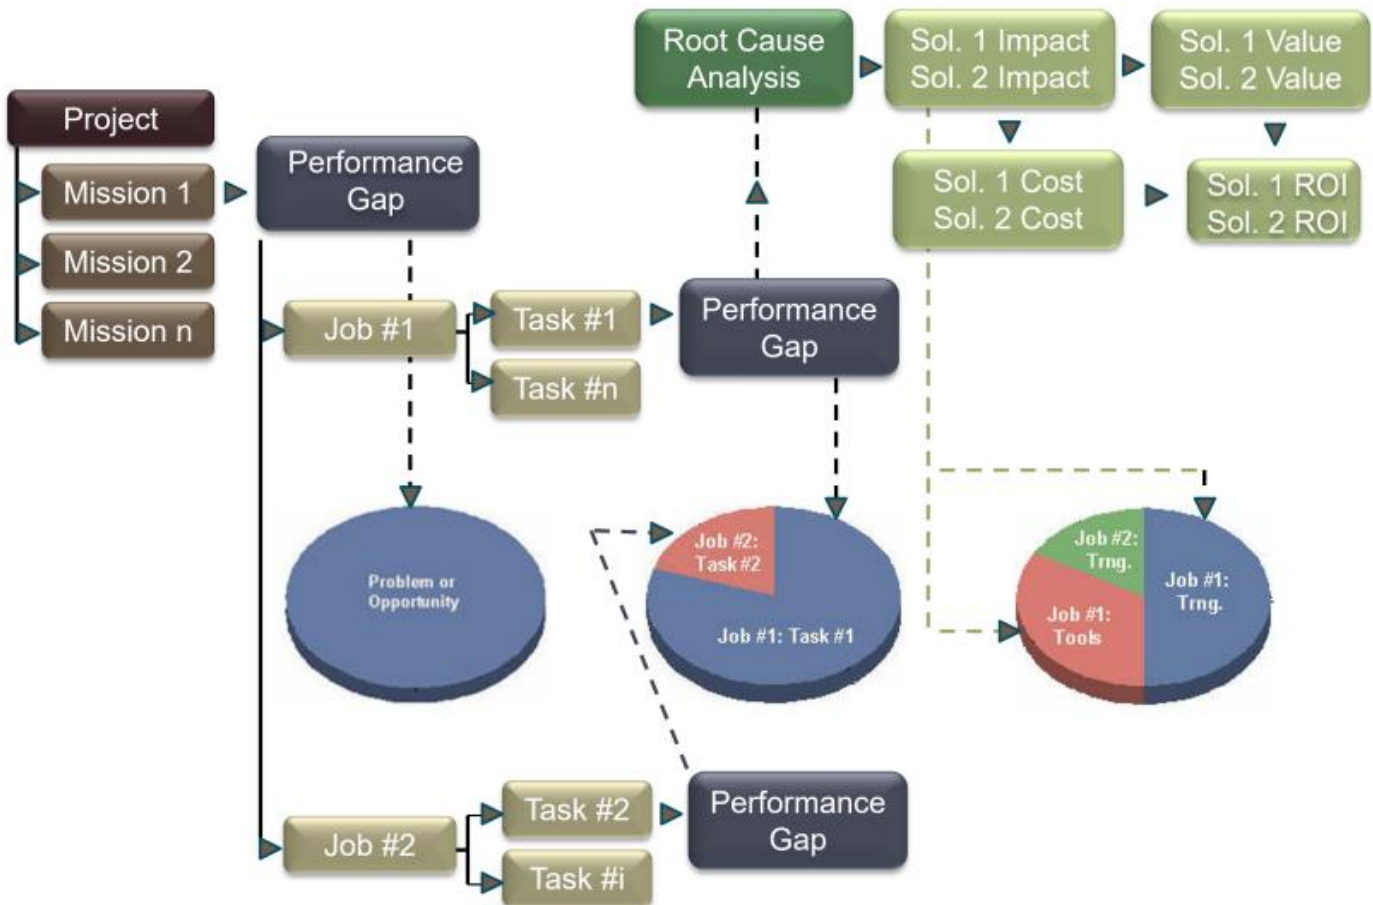 Root Cause
Analysis
Sol. 1 Impact
Sol. 2 Impact
Sol. 1 Value
Sol. 2 Value
Project
Mission 1
Mission 2
Mission n
Performance
Gap
Sol. 1 Cost
Sol. 2 Cost
Sol. 1 ROI
Sol. 2 ROI
Job #1
Task #1
Task #n
Performance
Gap
Problem or
Opportunity
Job #2:
Task #2
Job #1: Task #1
Job #2:
Trng.
Job #1:
Trng.
Job #1:
Tools
Job #2
Task #2
Task #i
Performance
Gap